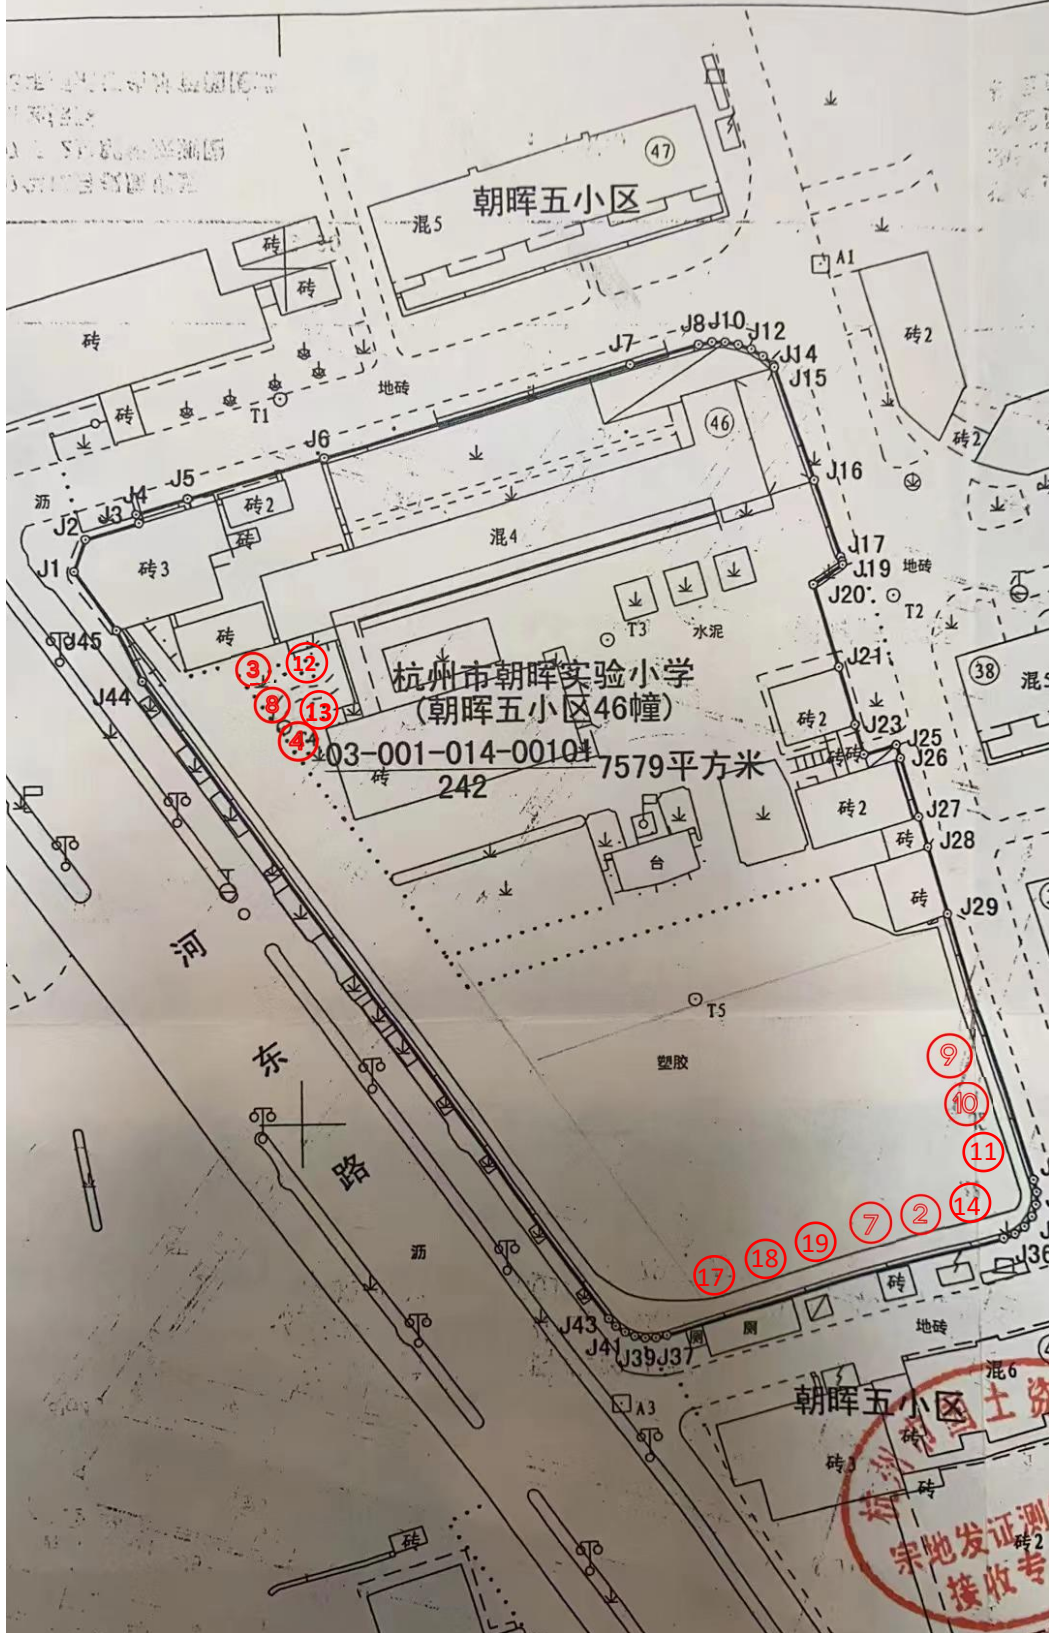 47
朝晖五小区
混5
砖
砖
A1
砖2
砖
J8
J10
J12
J7
J14
J15
地砖
砖
T1
46
砖2
J6
J5
J4
J3
J2
沥
砖2
J16
混4
砖
砖3
J1
J17
J19
地砖
J20
T2
J45
砖
T3
水泥
③
⑫
J21
38
混5
杭州市朝晖实验小学
J44
⑧
⑬
(朝晖五小区46幢)
砖2
J23
④
J25
03-001-014-00101
242
7579平方米
砖
砖
砖
J26
砖2
J27
砖
J28
台
砖
J29
河
T5
东
塑胶
⑨
⑩
路
⑪
⑭
②
⑦
⑲
⑱
⑰
沥
J36
砖
J43
J41
J39
J37
厕
厕
地砖
混6
A3
朝晖五小区
砖
砖3
砖
砖
砖2
宗地发证测
接收专